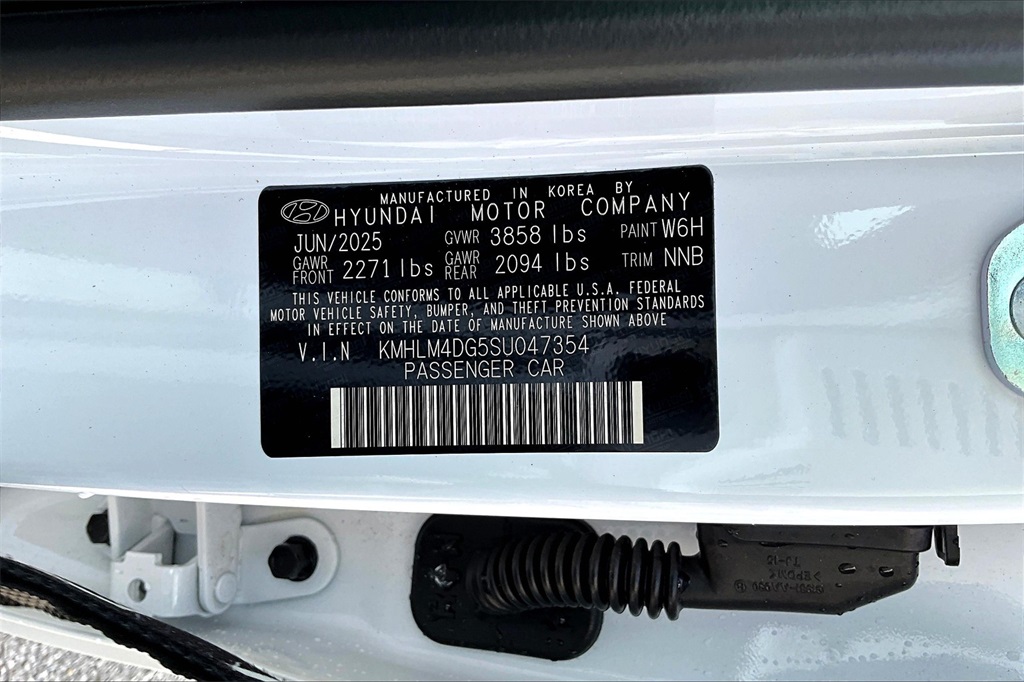 MANUFACTURED IN KOREA BY
HYUNDAI MOTOR COMPANY
JUN/2025 GVWR 3858 lbs PAINT W6H
GAWR FRONT 2271 lbs GAWR REAR 2094 lbs TRIM NNB
THIS VEHICLE CONFORMS TO ALL APPLICABLE U.S.A. FEDERAL
MOTOR VEHICLE SAFETY, BUMPER, AND THEFT PREVENTION STANDARDS
IN EFFECT ON THE DATE OF MANUFACTURE SHOWN ABOVE
V.I.N KMHLM4DG5SU047354
PASSENGER CAR